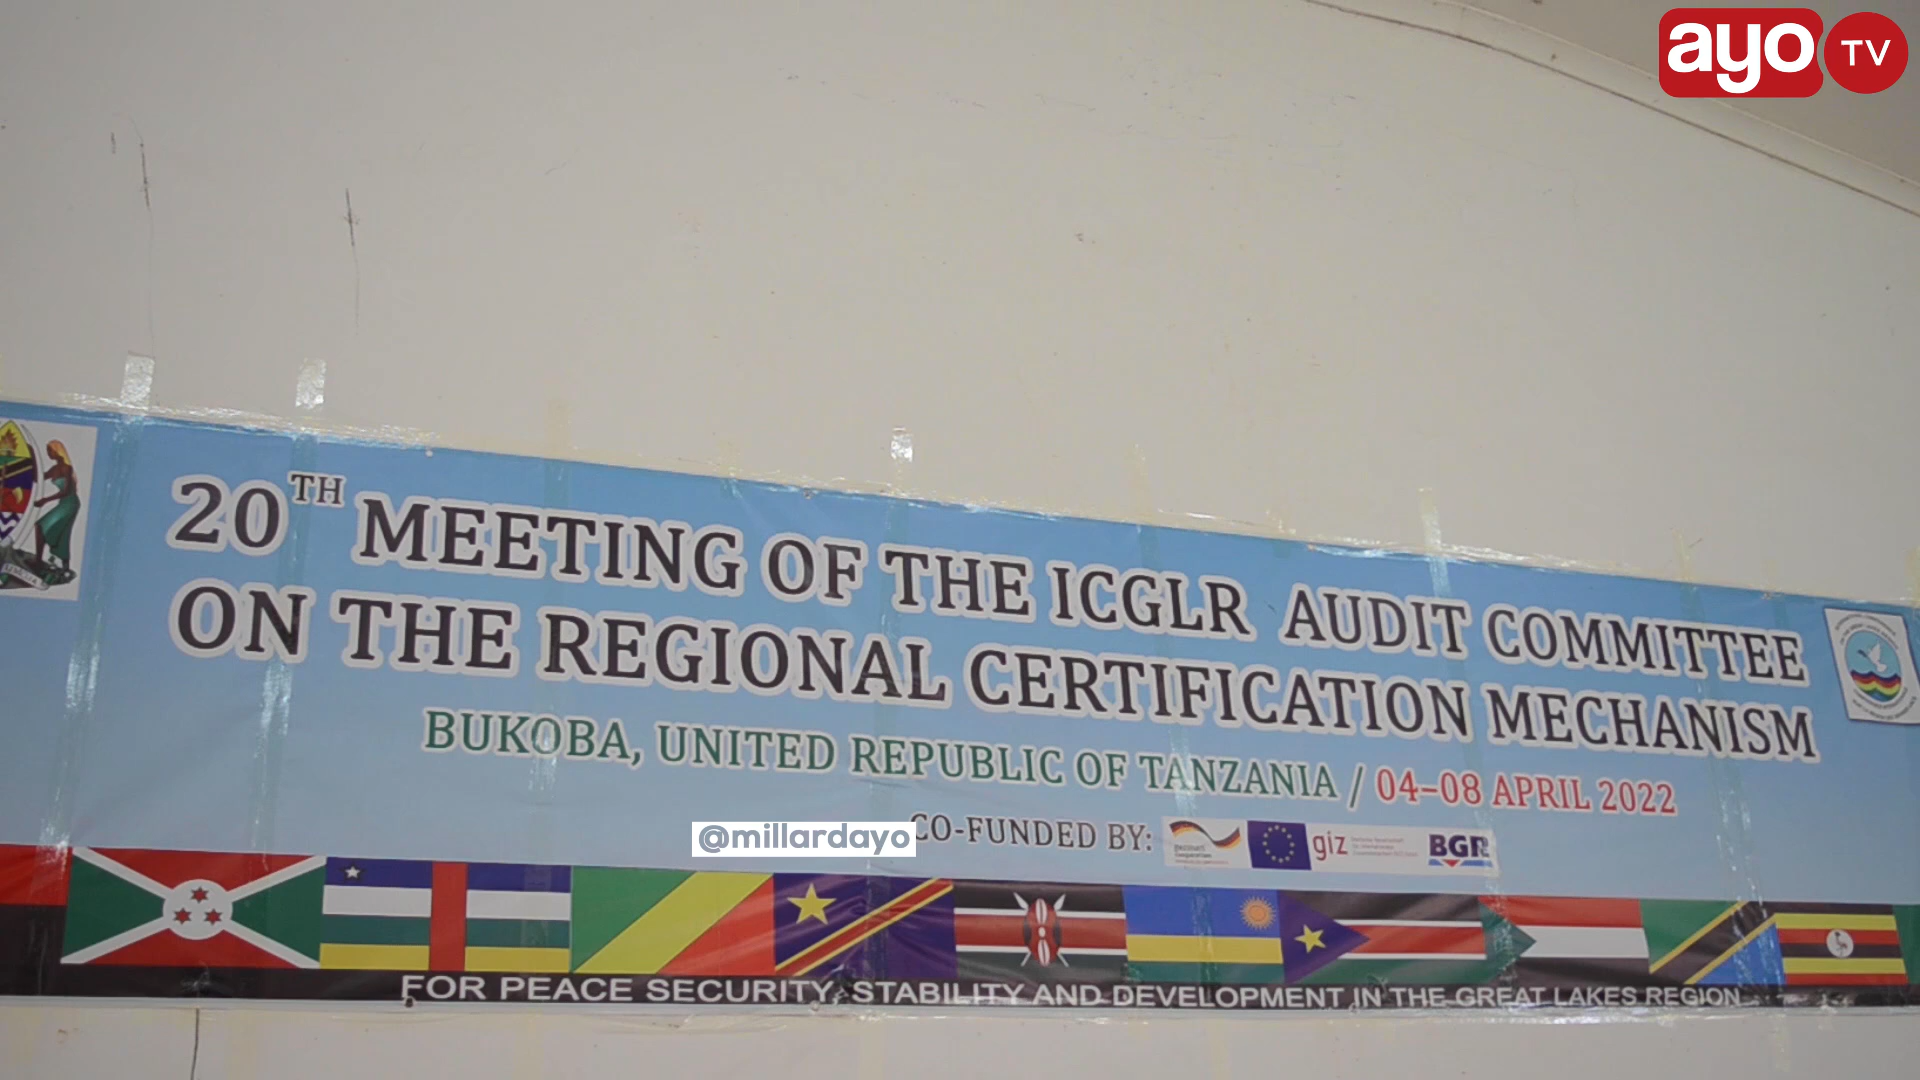 ayo TV
20TH MEETING OF THE ICGLR AUDIT COMMITTEE
ON THE REGIONAL CERTIFICATION MECHANISM
BUKOBA, UNITED REPUBLIC OF TANZANIA / 04-08 APRIL 2022
@millardayo
CO-FUNDED BY:
giz
BGR
FOR PEACE SECURITY, STABILITY AND DEVELOPMENT IN THE GREAT LAKES REGION